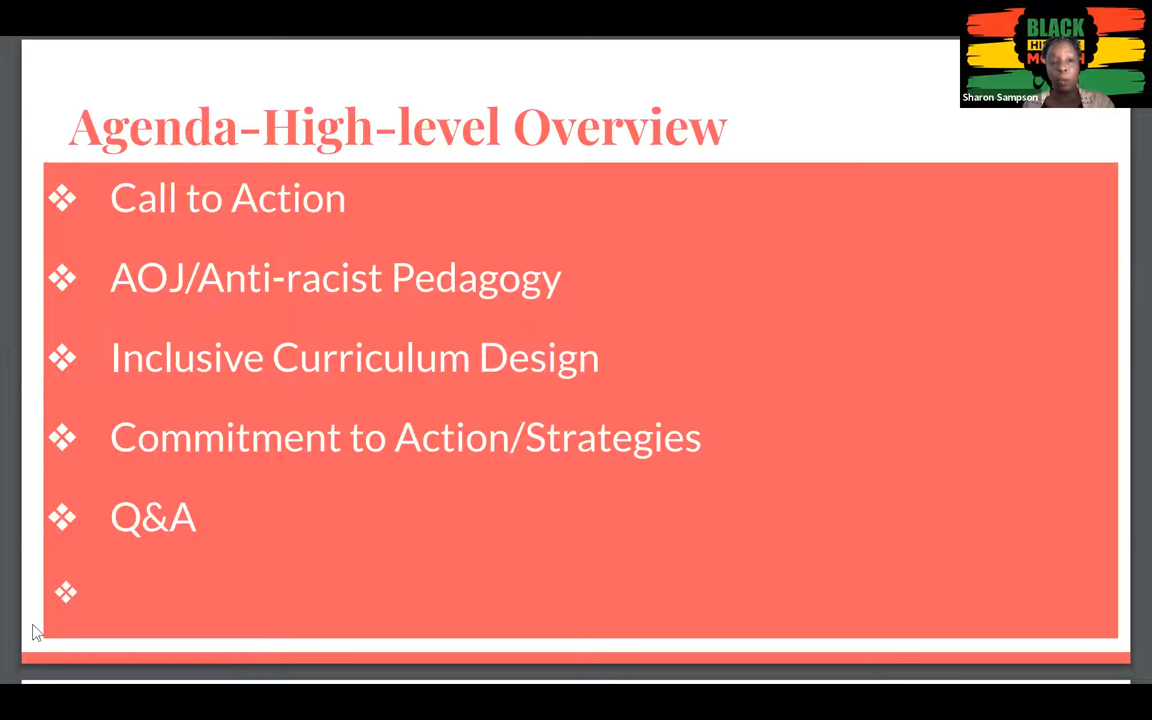 BLACK
Sharon Sampson
Agenda-High-level Overview
❖ Call to Action
❖ AOJ/Anti-racist Pedagogy
❖ Inclusive Curriculum Design
❖ Commitment to Action/Strategies
❖ Q&A
❖